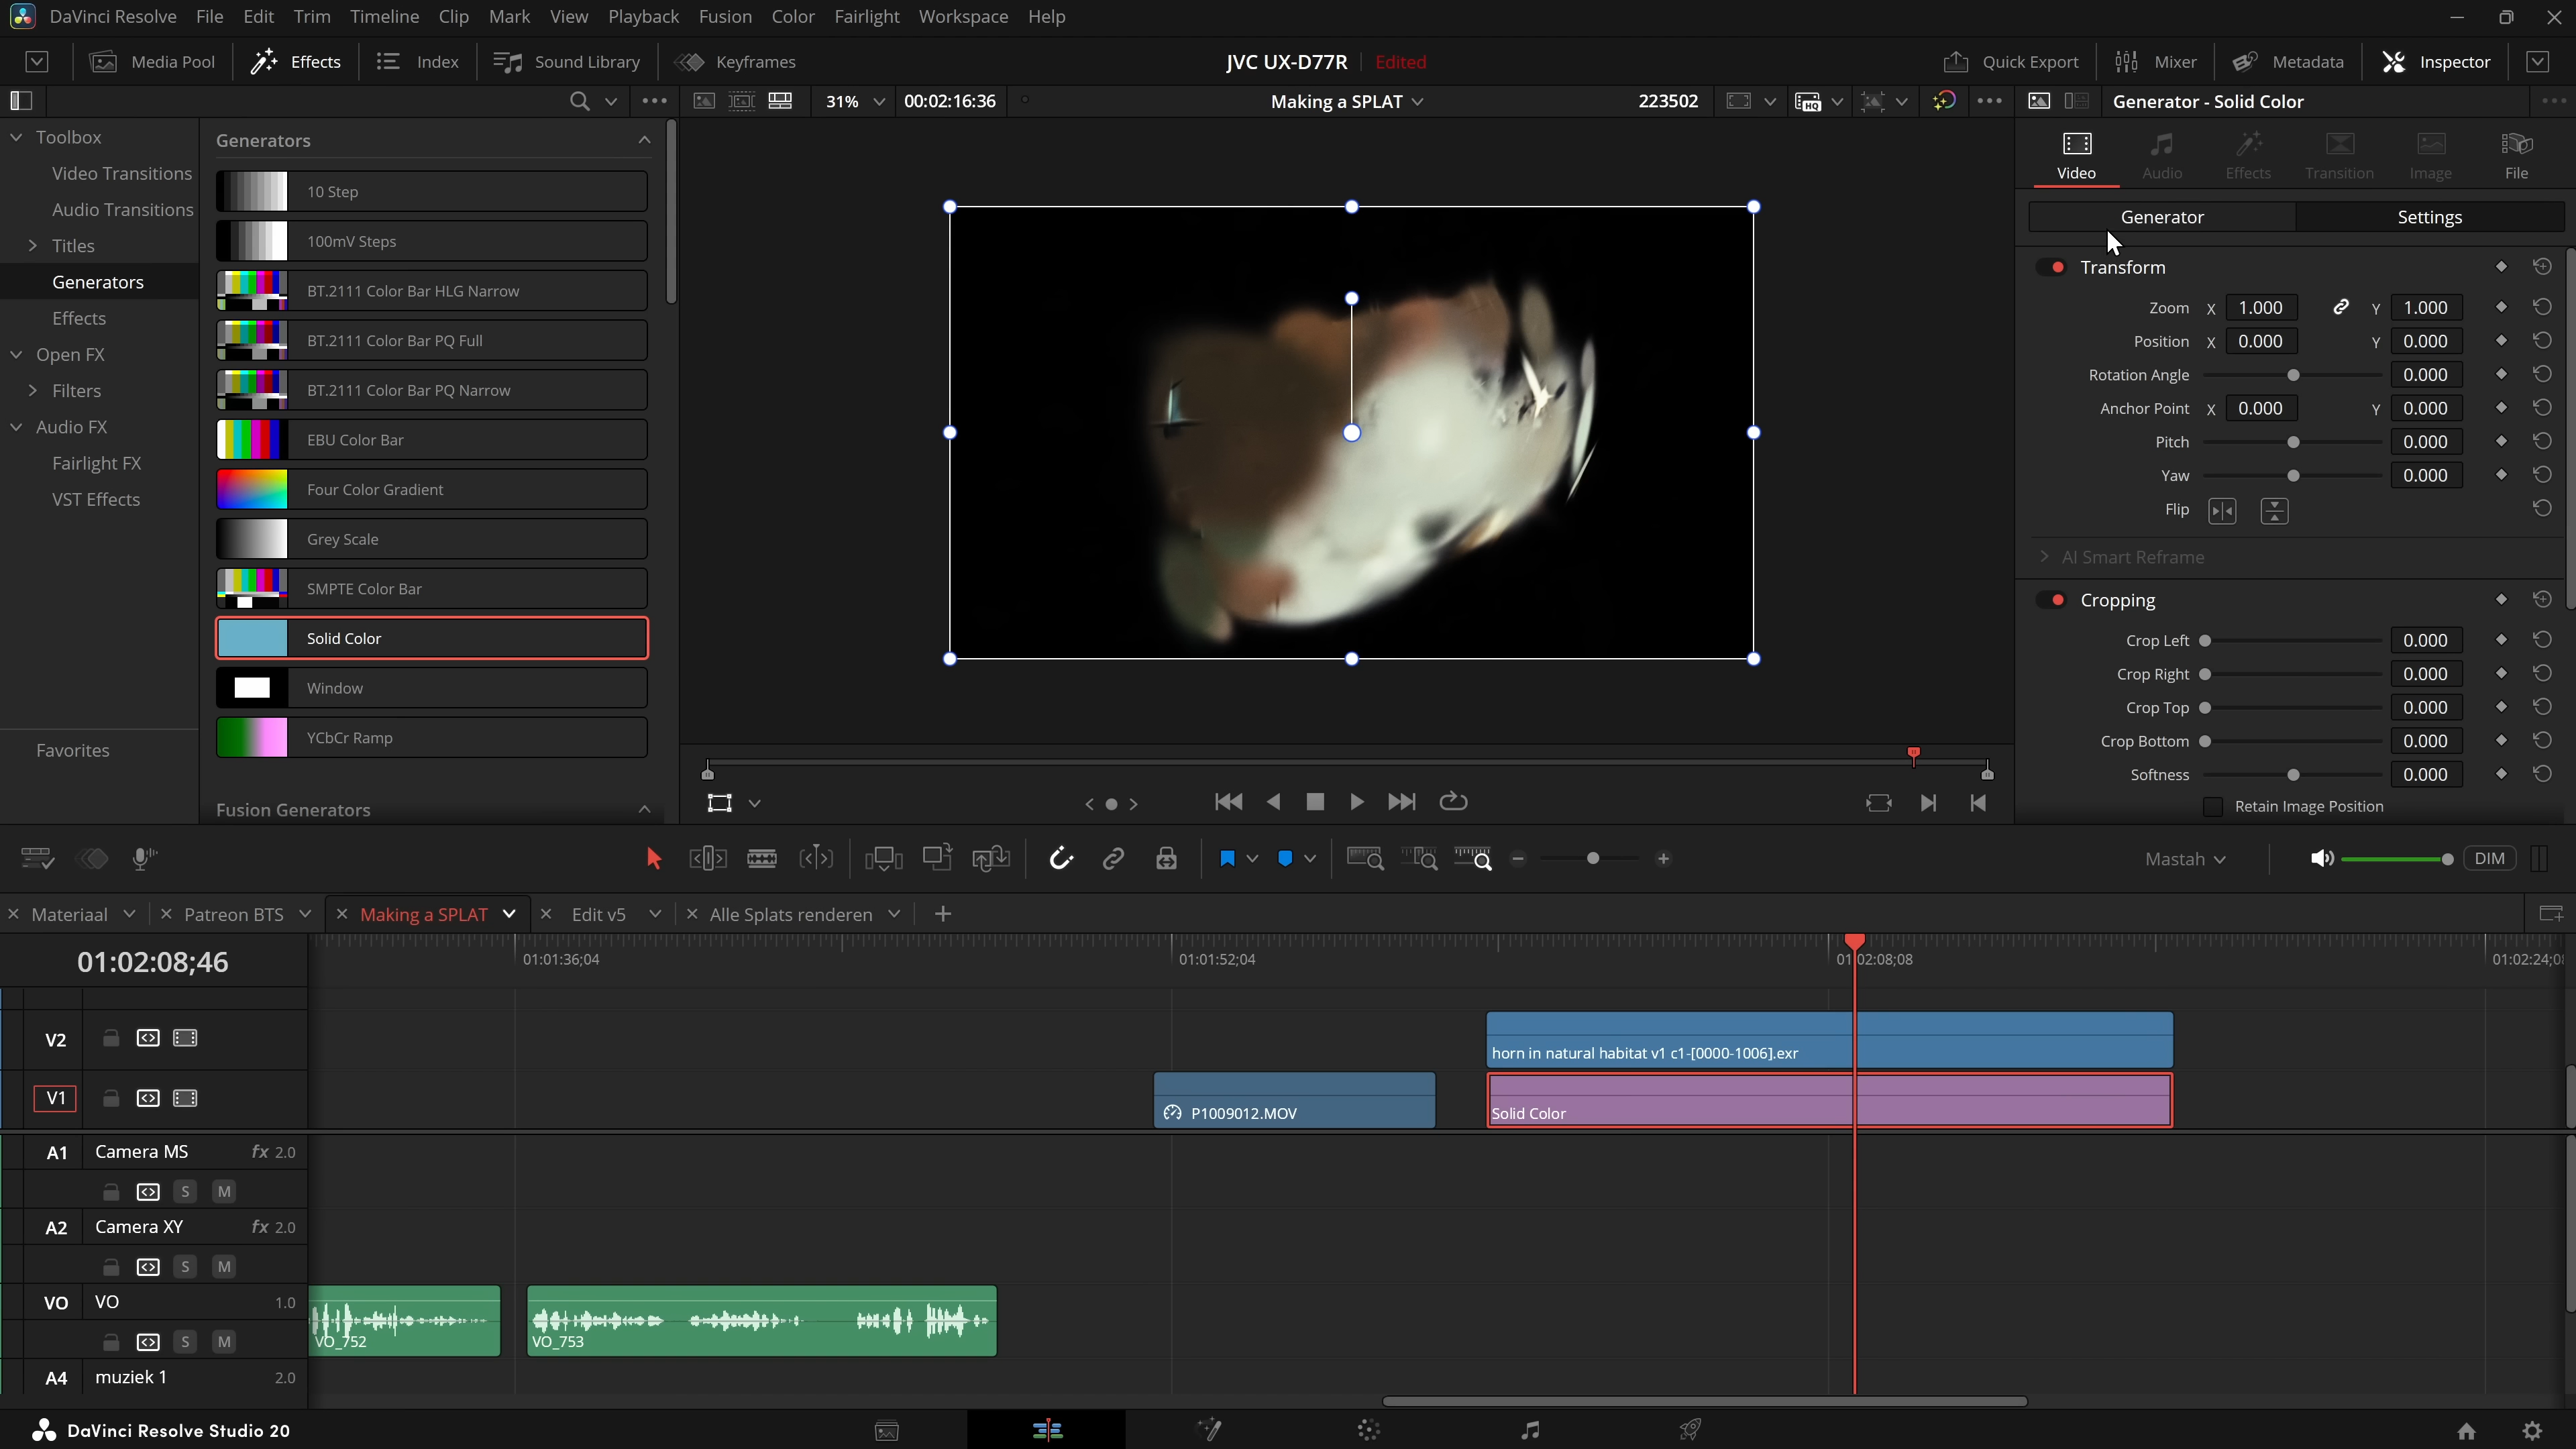 DaVinci Resolve File Edit Trim Timeline Clip Mark View Playback Fusion Color Fairlight Workspace Help
Media Pool Effects Index Sound Library Keyframes JVC UX-D77R Edited Quick Export Mixer Metadata Inspector
31% 00:02:16:36 Making a SPLAT 223502 Generator - Solid Color
Toolbox
Video Transitions
Audio Transitions
Titles
Generators
Effects
Open FX
Filters
Audio FX
Fairlight FX
VST Effects
Favorites
Generators
10 Step
100mV Steps
BT.2111 Color Bar HLG Narrow
BT.2111 Color Bar PQ Full
BT.2111 Color Bar PQ Narrow
EBU Color Bar
Four Color Gradient
Grey Scale
SMPTE Color Bar
Solid Color
Window
YCbCr Ramp
Fusion Generators
Video Audio Effects Transition Image File
Generator Settings
Transform
Zoom X 1.000 Y 1.000
Position X 0.000 Y 0.000
Rotation Angle 0.000
Anchor Point X 0.000 Y 0.000
Pitch 0.000
Yaw 0.000
Flip
AI Smart Reframe
Cropping
Crop Left 0.000
Crop Right 0.000
Crop Top 0.000
Crop Bottom 0.000
Softness 0.000
Retain Image Position
HQ
Mastah DIM
Materiaal Patreon BTS Making a SPLAT Edit v5 Alle Splats renderen
01:02:08;46 01:01:36;04 01:01:52;04 01:02:08;08 01:02:24;0
V2
horn in natural habitat v1 c1-[0000-1006].exr
V1
P1009012.MOV
Solid Color
A1 Camera MS fx 2.0
S M
A2 Camera XY fx 2.0
S M
VO VO 1.0
S M
VO_752 VO_753
A4 muziek 1 2.0
DaVinci Resolve Studio 20